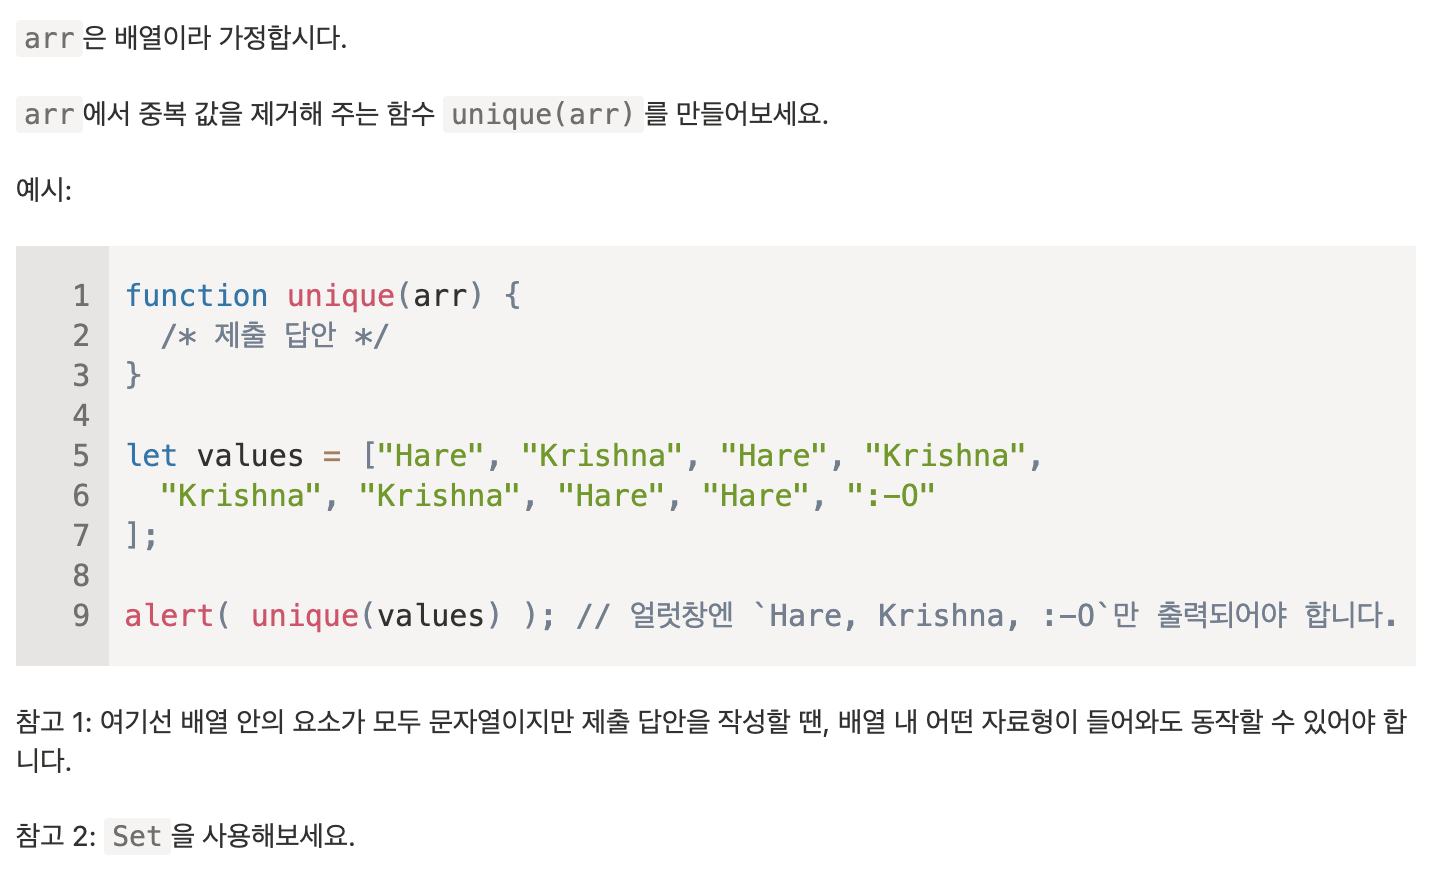 arr은 배열이라 가정합시다.
arr에서 중복 값을 제거해 주는 함수 unique(arr)를 만들어보세요.
예시:
1 function unique(arr) {
2   /* 제출 답안 */
3 }
4
5 let values = ["Hare", "Krishna", "Hare", "Krishna",
6   "Krishna", "Krishna", "Hare", "Hare", ":-O"
7 ];
8
9 alert( unique(values) ); // 얼럿창엔 `Hare, Krishna, :-O`만 출력되어야 합니다.
참고 1: 여기선 배열 안의 요소가 모두 문자열이지만 제출 답안을 작성할 땐, 배열 내 어떤 자료형이 들어와도 동작할 수 있어야 합
니다.
참고 2: Set을 사용해보세요.